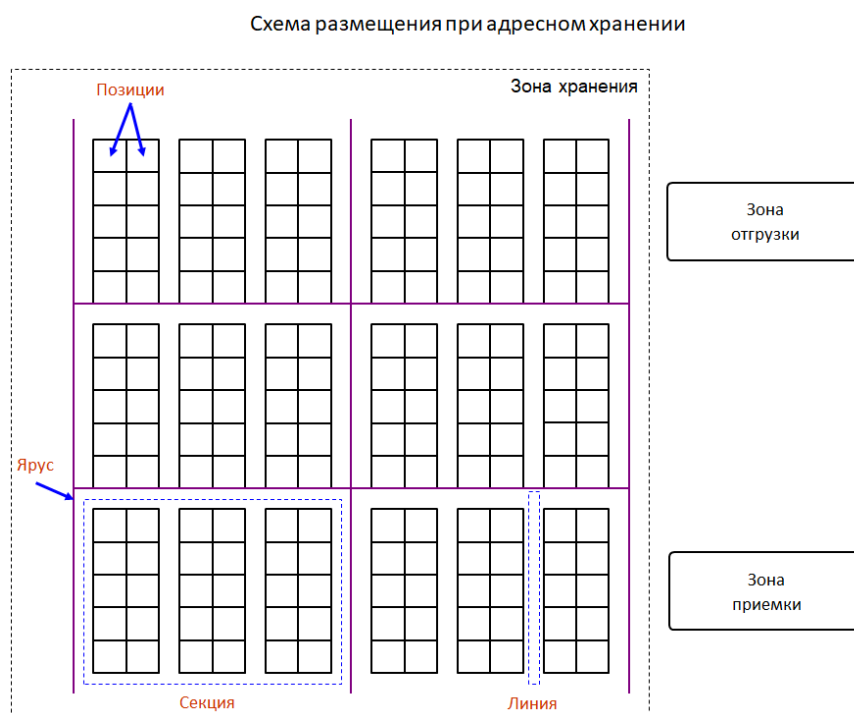 Схема размещения при адресном хранении
Зона хранения
Позиции
Зона
отгрузки
Ярус
Зона
приемки
Секция
Линия